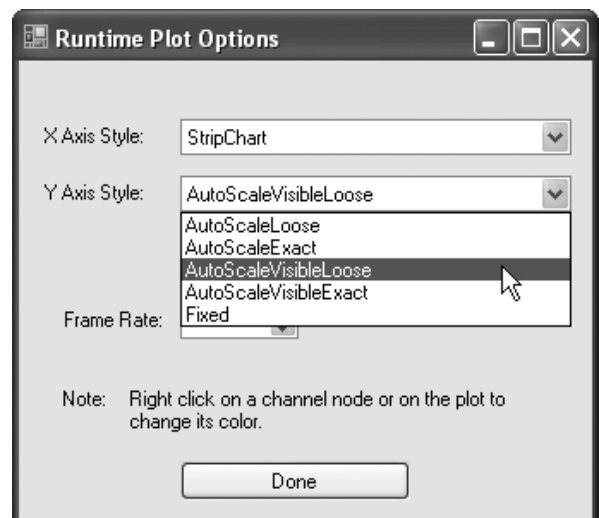 Runtime Plot Options
X Axis Style:
StripChart
Y Axis Style:
AutoScaleVisibleLoose
AutoScaleLoose
AutoScaleExact
AutoScaleVisibleLoose
AutoScaleVisibleExact
Fixed
Frame Rate:
Note: Right click on a channel node or on the plot to
change its color.
Done